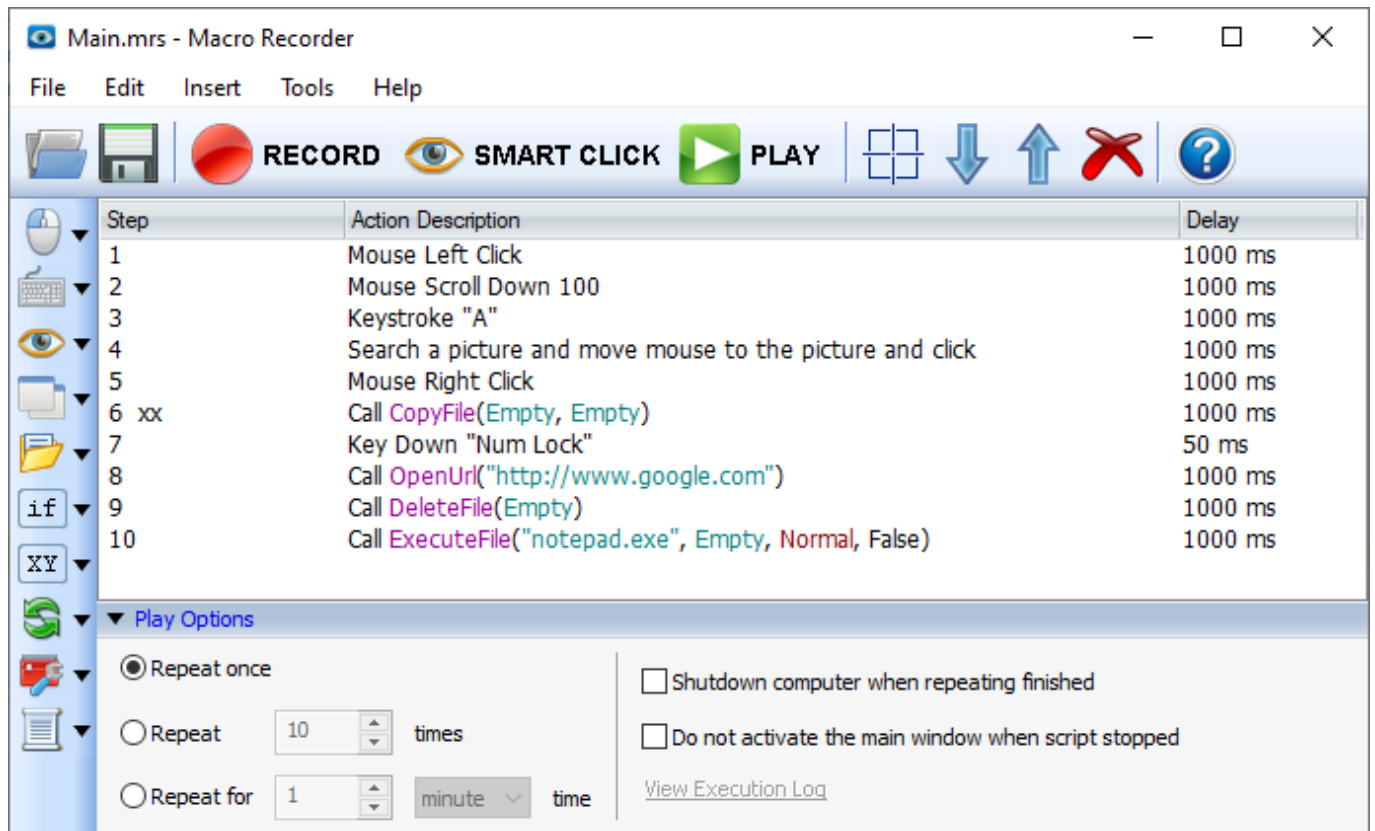 Main.mrs - Macro Recorder
File Edit Insert Tools Help
RECORD SMART CLICK PLAY
Step Action Description Delay
1 Mouse Left Click 1000 ms
2 Mouse Scroll Down 100 1000 ms
3 Keystroke "A" 1000 ms
4 Search a picture and move mouse to the picture and click 1000 ms
5 Mouse Right Click 1000 ms
6 xx Call CopyFile(Empty, Empty) 1000 ms
7 Key Down "Num Lock" 50 ms
8 Call OpenUrl("http://www.google.com") 1000 ms
9 Call DeleteFile(Empty) 1000 ms
10 Call ExecuteFile("notepad.exe", Empty, Normal, False) 1000 ms
if
XY
Play Options
Repeat once
Repeat 10 times
Repeat for 1 minute time
Shutdown computer when repeating finished
Do not activate the main window when script stopped
View Execution Log